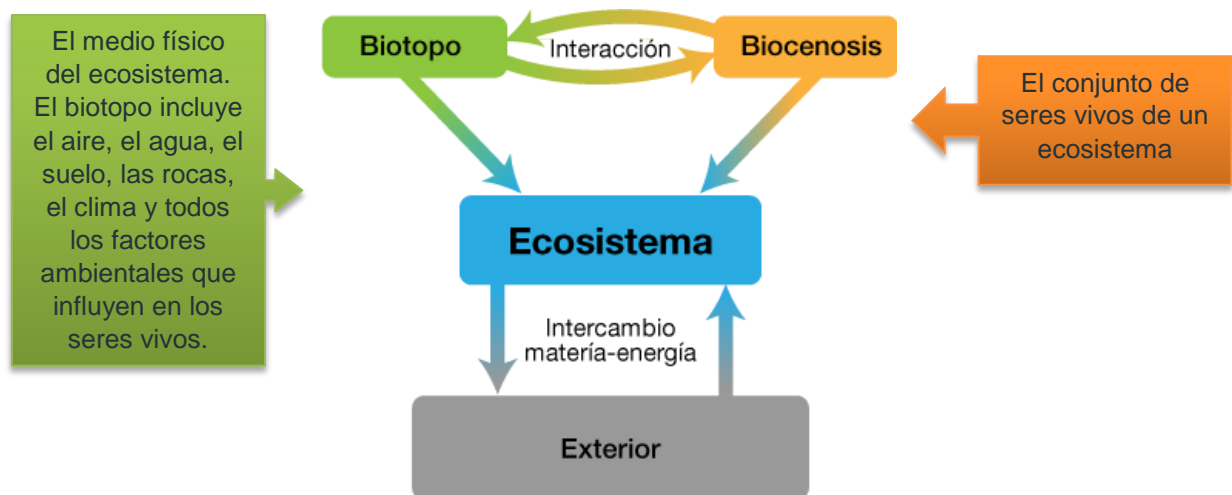 El medio físico
del ecosistema.
El biotopo incluye
el aire, el agua, el
suelo, las rocas,
el clima y todos
los factores
ambientales que
influyen en los
seres vivos.
Biotopo
Interacción
Biocenosis
El conjunto de
seres vivos de un
ecosistema
Ecosistema
Intercambio
matería-energía
Exterior